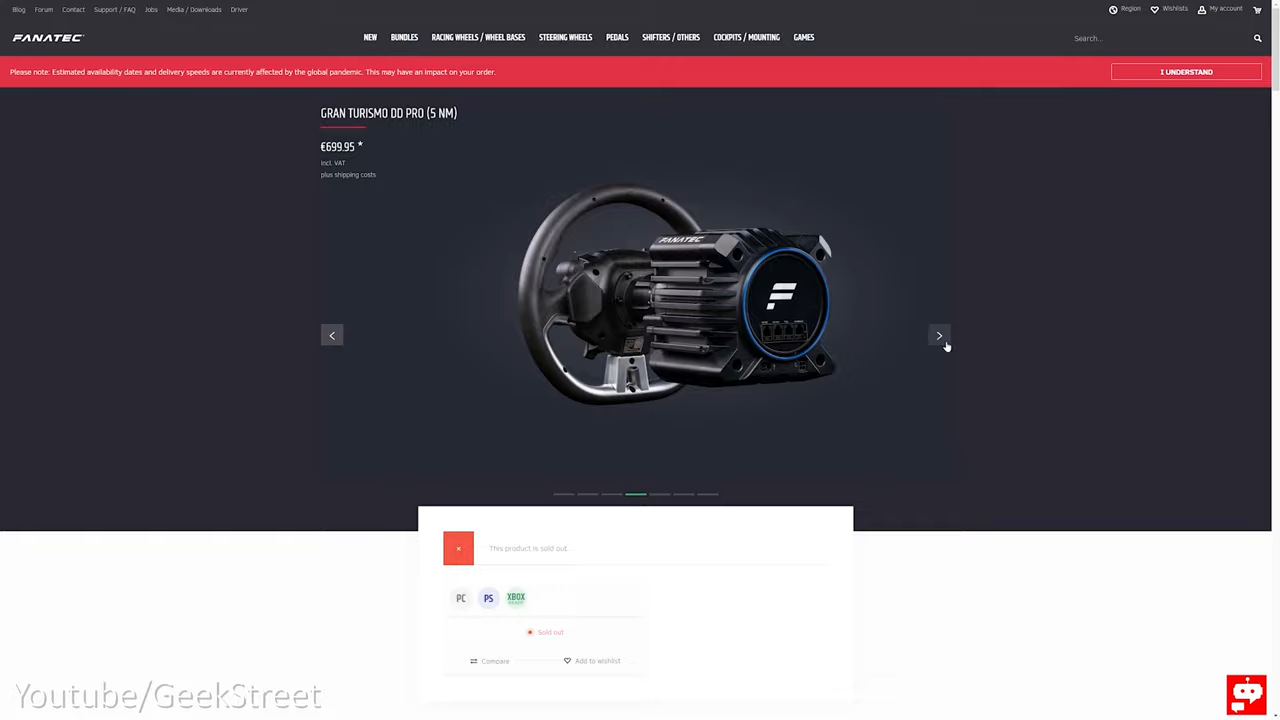 Blog Forum Contact Support / FAQ Jobs Media / Downloads Driver
Region Wishlists My account
FANATEC
NEW BUNDLES RACING WHEELS / WHEEL BASES STEERING WHEELS PEDALS SHIFTERS / OTHERS COCKPITS / MOUNTING GAMES
Search...
Please note: Estimated availability dates and delivery speeds are currently affected by the global pandemic. This may have an impact on your order.
I UNDERSTAND
GRAN TURISMO DD PRO (5 NM)
€699.95 *
Incl. VAT
plus shipping costs
FANATEC
This product is sold out.
PC PS XBOX
READY
Sold out
Compare Add to wishlist
Youtube/GeekStreet